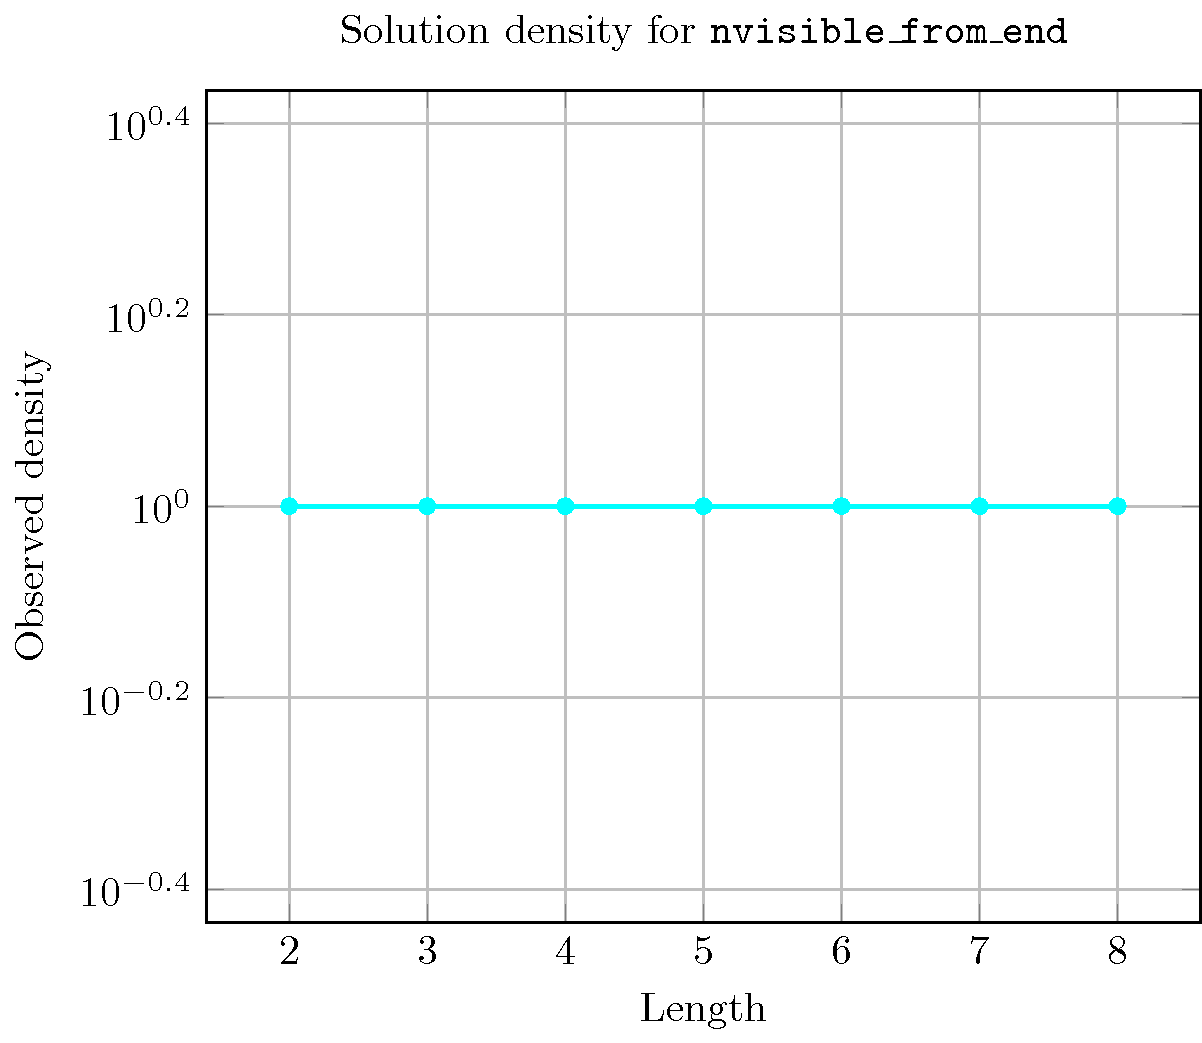 Solution density for nvisible_from_end
10^0.4
10^0.2
10^0
10^−0.2
10^−0.4
Observed density
2 3 4 5 6 7 8
Length